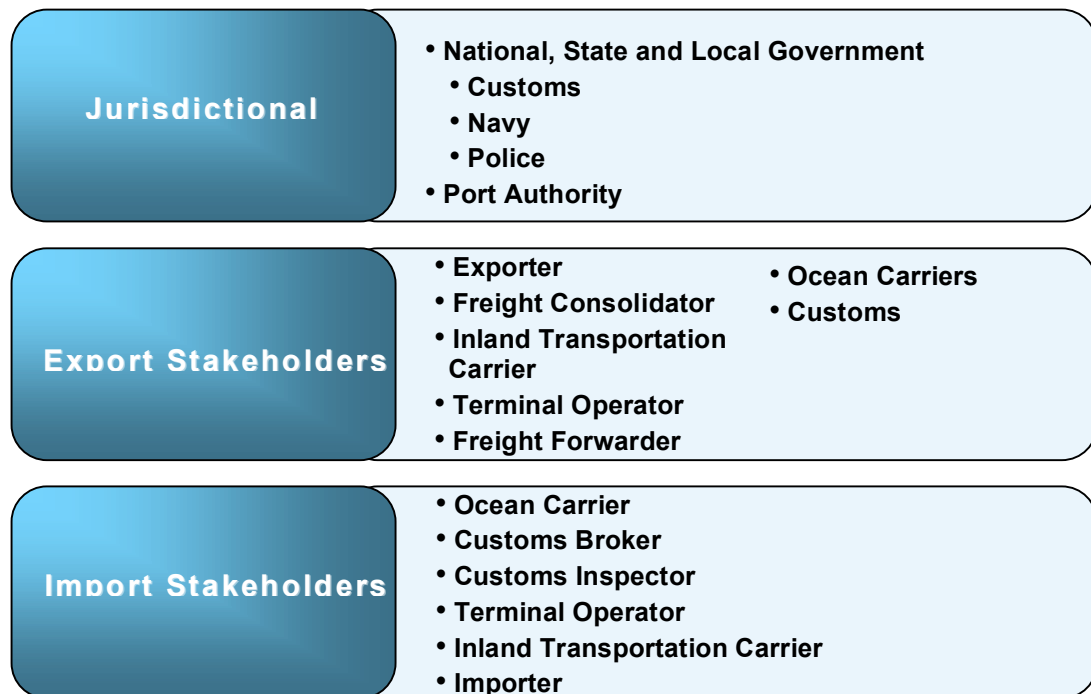 Jurisdictional
• National, State and Local Government
• Customs
• Navy
• Police
• Port Authority
Export Stakeholders
• Exporter
• Freight Consolidator
• Inland Transportation
Carrier
• Terminal Operator
• Freight Forwarder
• Ocean Carriers
• Customs
Import Stakeholders
• Ocean Carrier
• Customs Broker
• Customs Inspector
• Terminal Operator
• Inland Transportation Carrier
• Importer